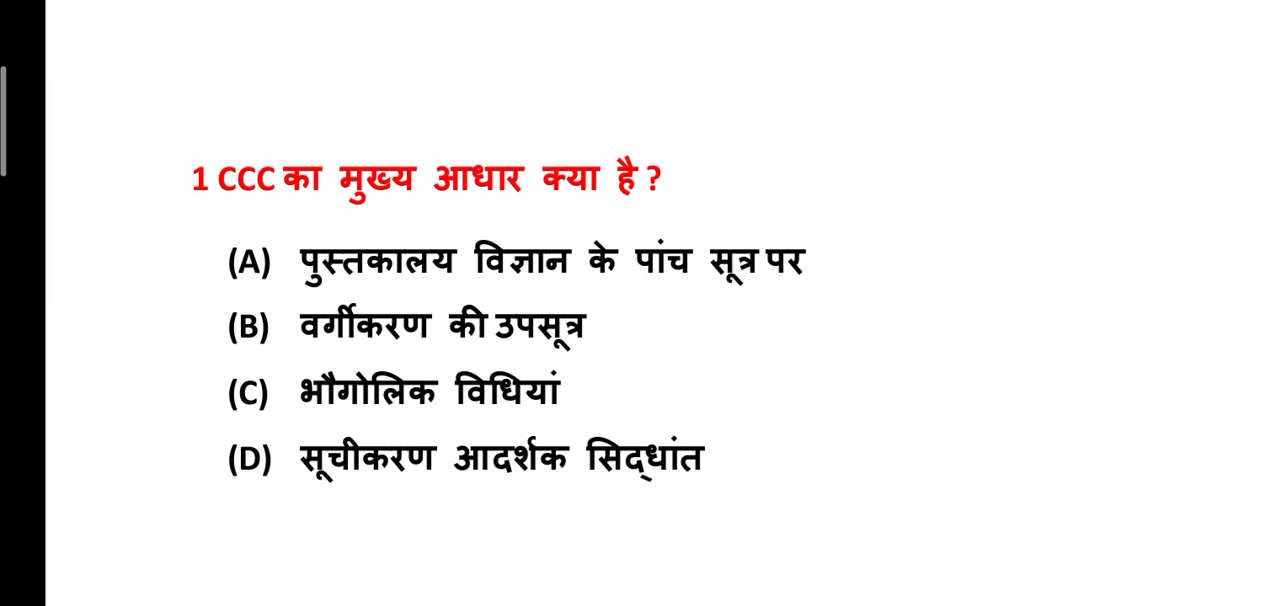 1 CCC का मुख्य आधार क्या है ?
(A) पुस्तकालय विज्ञान के पांच सूत्र पर
(B) वर्गीकरण की उपसूत्र
(C) भौगोलिक विधियां
(D) सूचीकरण आदर्शक सिद्धांत